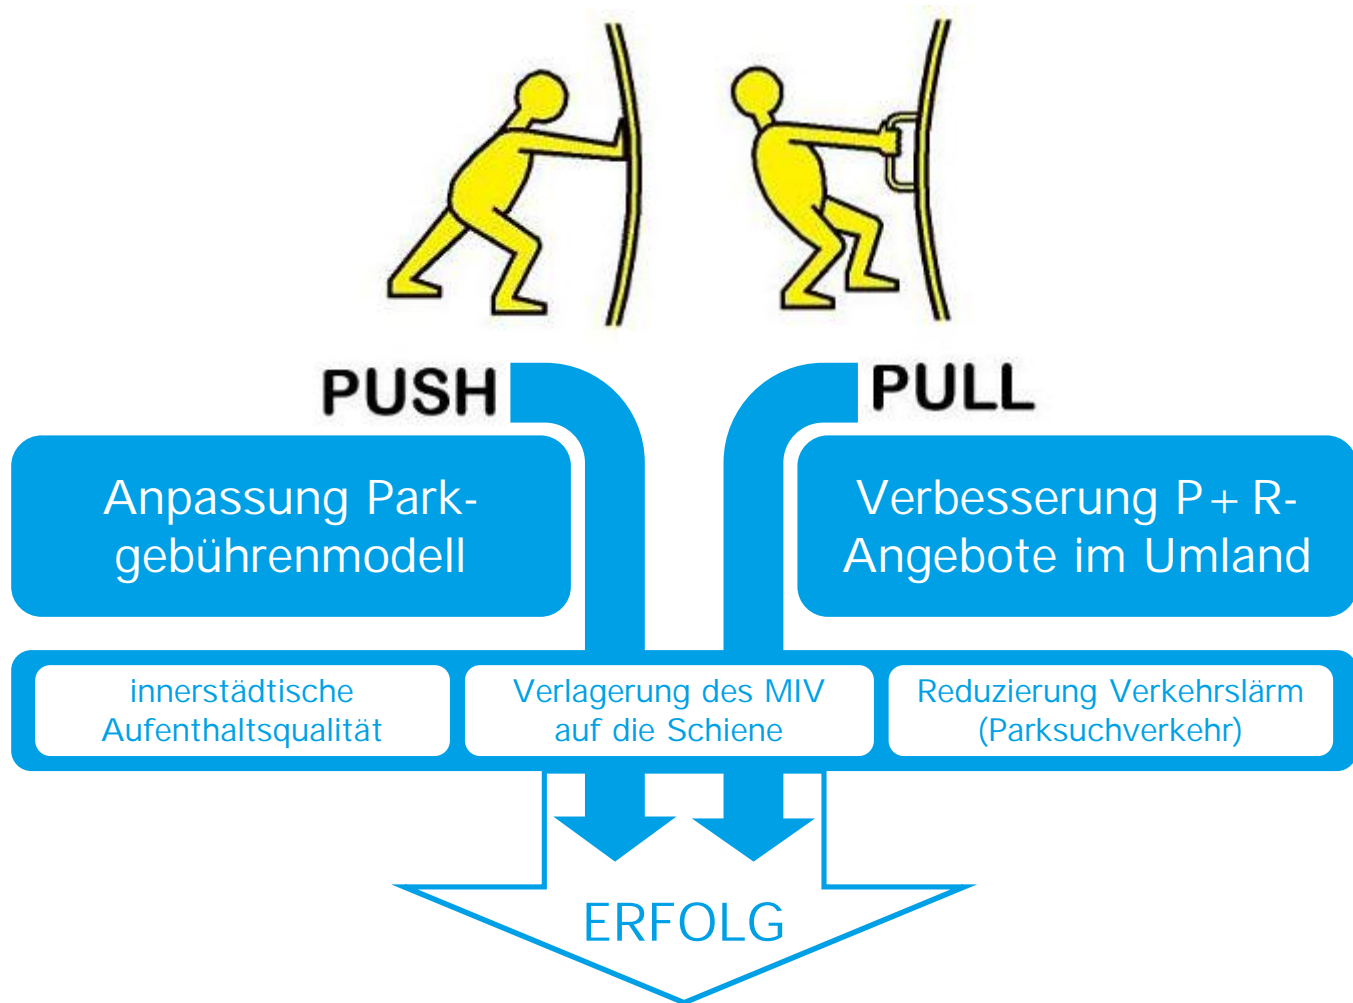 PUSH
PULL
Anpassung Park-
gebührenmodell
Verbesserung P+R-
Angebote im Umland
innerstädtische
Aufenthaltsqualität
Verlagerung des MIV
auf die Schiene
Reduzierung Verkehrslärm
(Parksuchverkehr)
ERFOLG